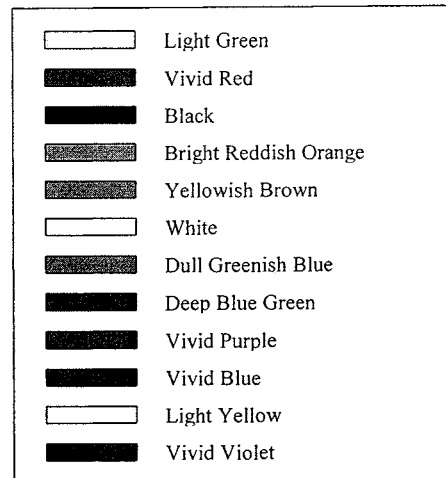 Light Green
Vivid Red
Black
Bright Reddish Orange
Yellowish Brown
White
Dull Greenish Blue
Deep Blue Green
Vivid Purple
Vivid Blue
Light Yellow
Vivid Violet